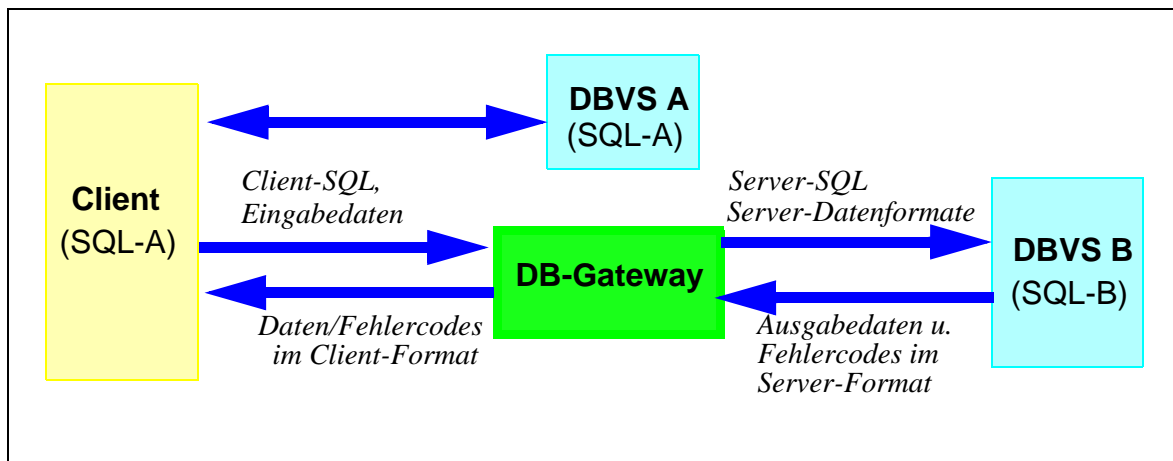 DBVS A
(SQL-A)
Client
(SQL-A)
Client-SQL,
Eingabedaten
Server-SQL
Server-Datenformate
DB-Gateway
DBVS B
(SQL-B)
Daten/Fehlercodes
im Client-Format
Ausgabedaten u.
Fehlercodes im
Server-Format